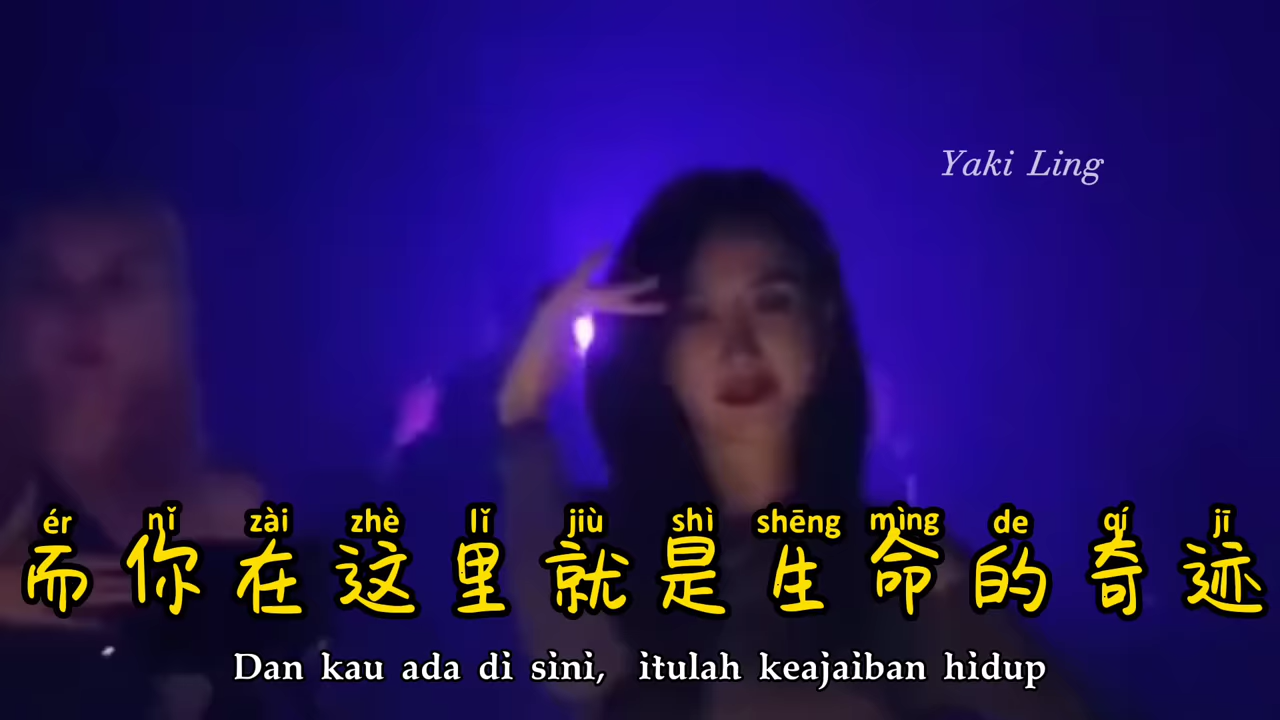 Yaki Ling
ér nǐ zài zhè lǐ jiù shì shēng mìng de qí jī
而你在这里就是生命的奇迹
Dan kau ada di sini, itulah keajaiban hidup